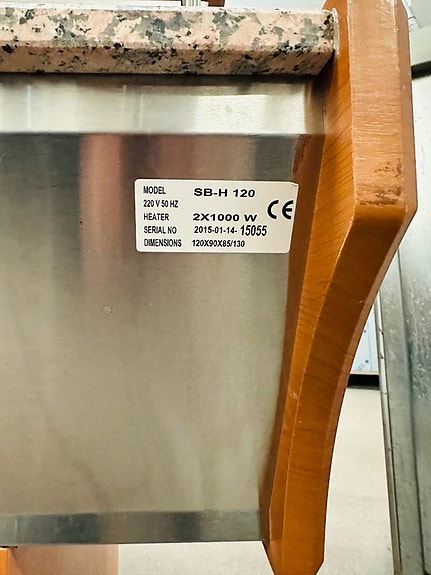 MODEL SB-H 120
220 V 50 HZ
HEATER 2X1000 W
SERIAL NO 2015-01-14- 15055
DIMENSIONS 120X90X85/130
CE